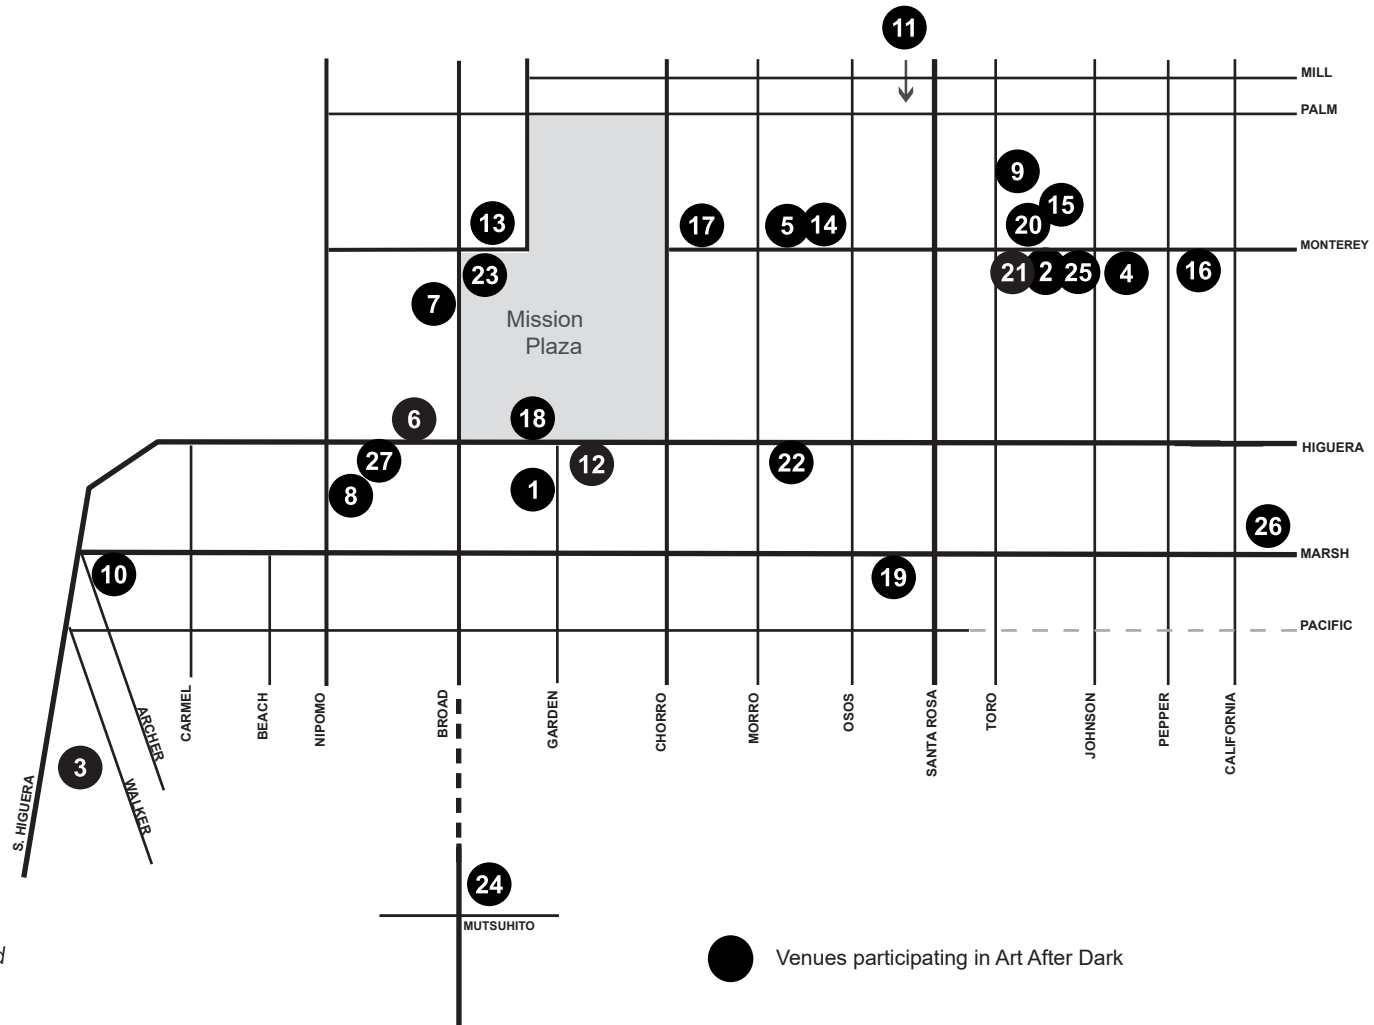 11
MILL
PALM
9
15
13
17
5
14
20
MONTEREY
23
21
2
25
4
16
7
Mission
Plaza
6
18
HIGUERA
27
12
22
8
1
26
MARSH
10
19
PACIFIC
CARMEL
BEACH
NIPOMO
BROAD
GARDEN
CHORRO
MORRO
OSOS
SANTA ROSA
TORO
JOHNSON
PEPPER
CALIFORNIA
ARCHER
3
WALKER
S. HIGUERA
24
MUTSUHITO
Venues participating in Art After Dark